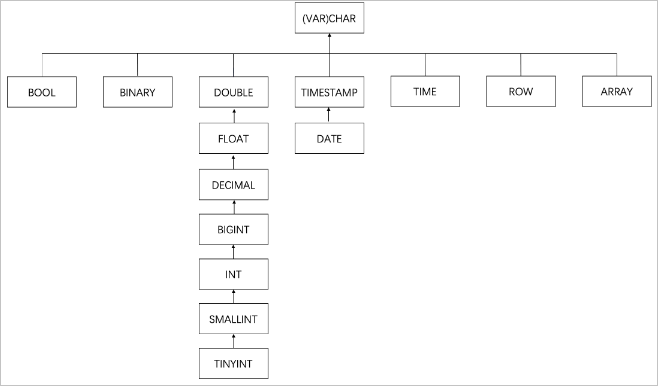 (VAR)CHAR
BOOL
BINARY
DOUBLE
TIMESTAMP
TIME
ROW
ARRAY
FLOAT
DATE
DECIMAL
BIGINT
INT
SMALLINT
TINYINT